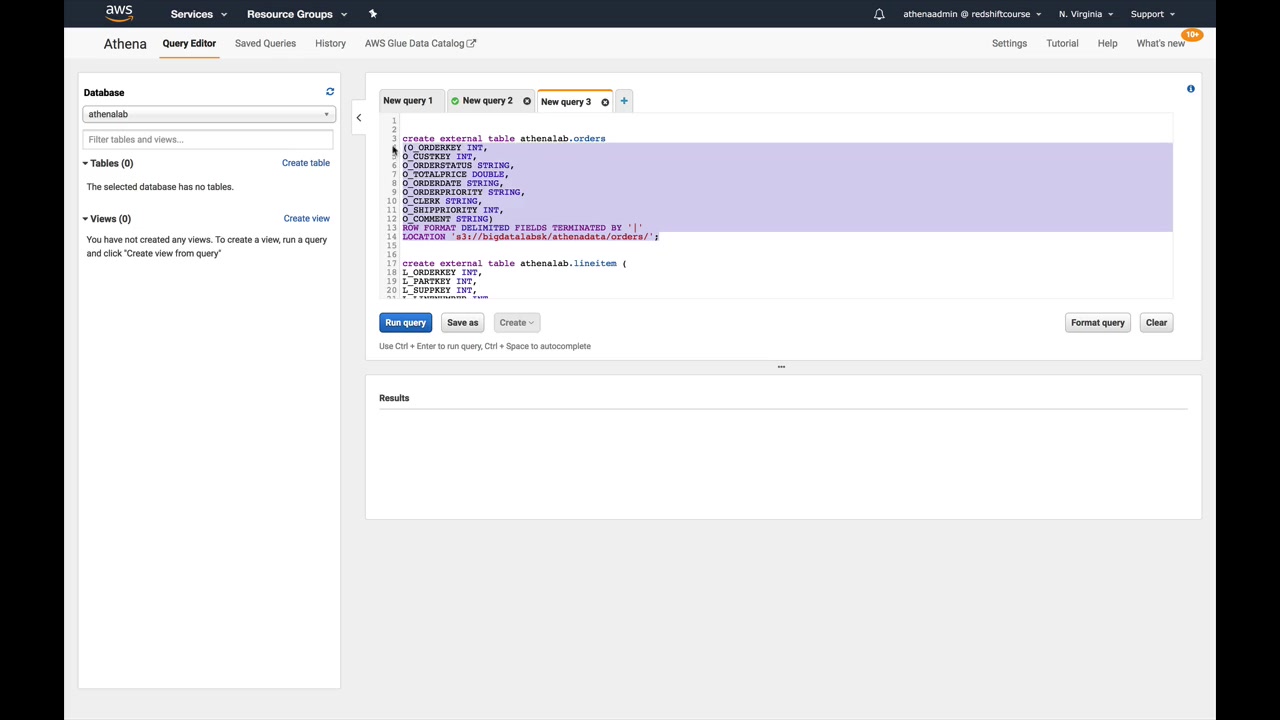 aws
Services
Resource Groups
athenaadmin @ redshiftcourse
N. Virginia
Support
Athena
Query Editor
Saved Queries
History
AWS Glue Data Catalog
Settings
Tutorial
Help
What's new
10+
Database
athenalab
Filter tables and views...
Tables (0)
Create table
The selected database has no tables.
Views (0)
Create view
You have not created any views. To create a view, run a query
and click "Create view from query"
New query 1
New query 2
New query 3
+
1
2
3 create external table athenalab.orders
4 (O_ORDERKEY INT,
5 O_CUSTKEY INT,
6 O_ORDERSTATUS STRING,
7 O_TOTALPRICE DOUBLE,
8 O_ORDERDATE STRING,
9 O_ORDERPRIORITY STRING,
10 O_CLERK STRING,
11 O_SHIPPRIORITY INT,
12 O_COMMENT STRING)
13 ROW FORMAT DELIMITED FIELDS TERMINATED BY '|'
14 LOCATION 's3://bigdatalabsk/athenadata/orders/';
15
16
17 create external table athenalab.lineitem (
18 L_ORDERKEY INT,
19 L_PARTKEY INT,
20 L_SUPPKEY INT,
21 L_LINENUMBER INT,
Run query
Save as
Create
Format query
Clear
Use Ctrl + Enter to run query, Ctrl + Space to autocomplete
Results